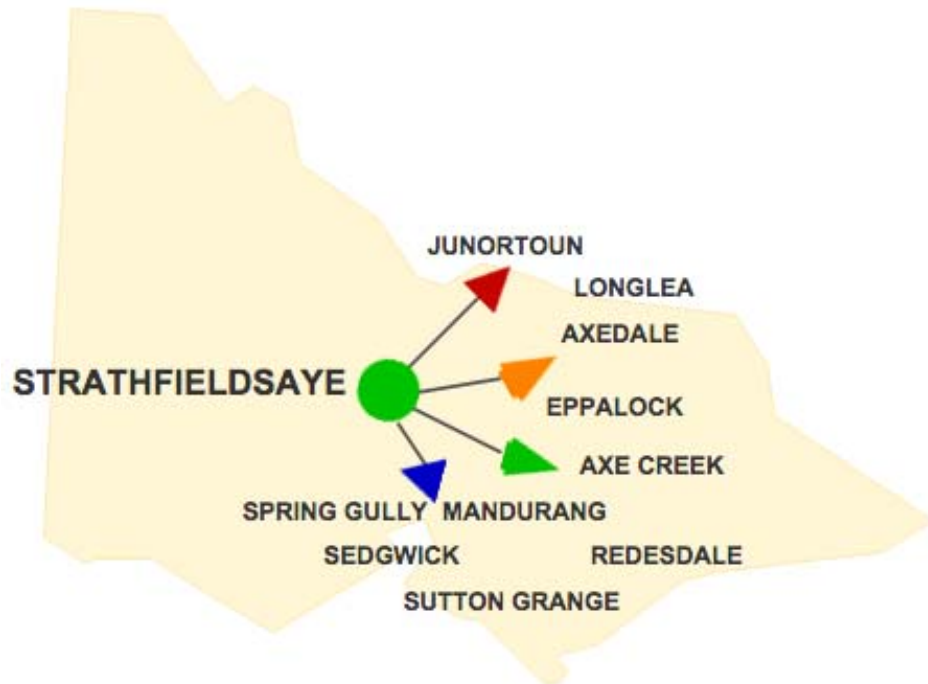 JUNORTOUN
LONGLEA
AXEDALE
STRATHFIELDSAYE
EPPALOCK
AXE CREEK
SPRING GULLY MANDURANG
SEDGWICK REDESDALE
SUTTON GRANGE